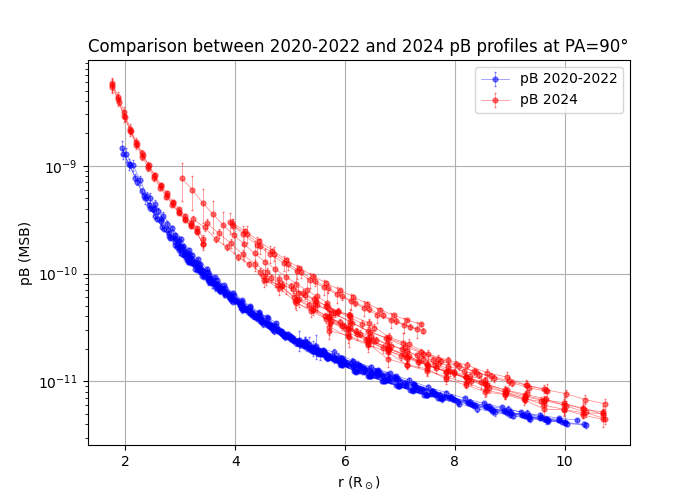 Comparison between 2020-2022 and 2024 pB profiles at PA=90°
pB 2020-2022
pB 2024
pB (MSB)
10⁻⁹
10⁻¹⁰
10⁻¹¹
2 4 6 8 10
r (R⊙)